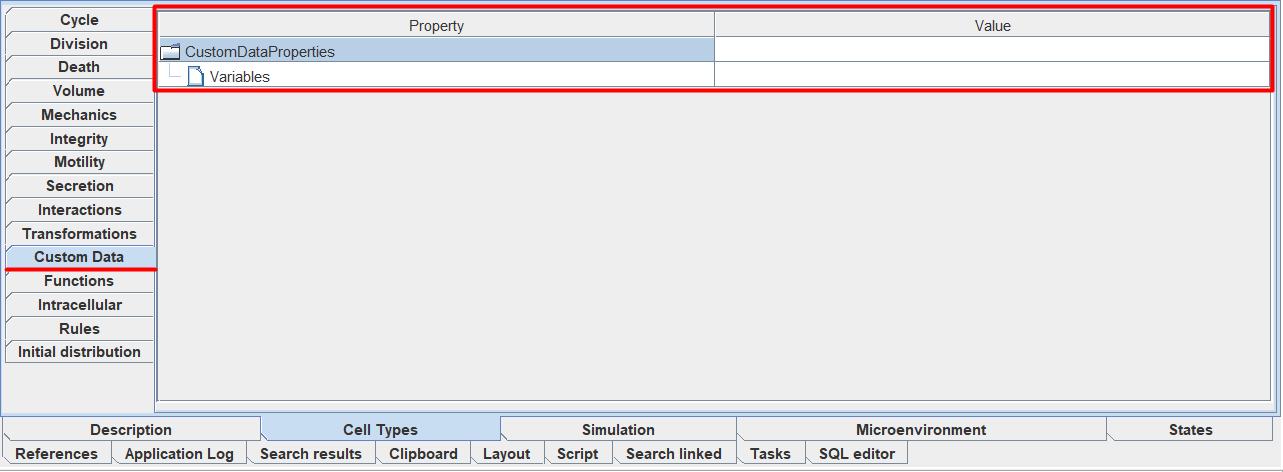 Cycle
Division
Death
Volume
Mechanics
Integrity
Motility
Secretion
Interactions
Transformations
Custom Data
Functions
Intracellular
Rules
Initial distribution
Property Value
CustomDataProperties
Variables
Description Cell Types Simulation Microenvironment States
References Application Log Search results Clipboard Layout Script Search linked Tasks SQL editor